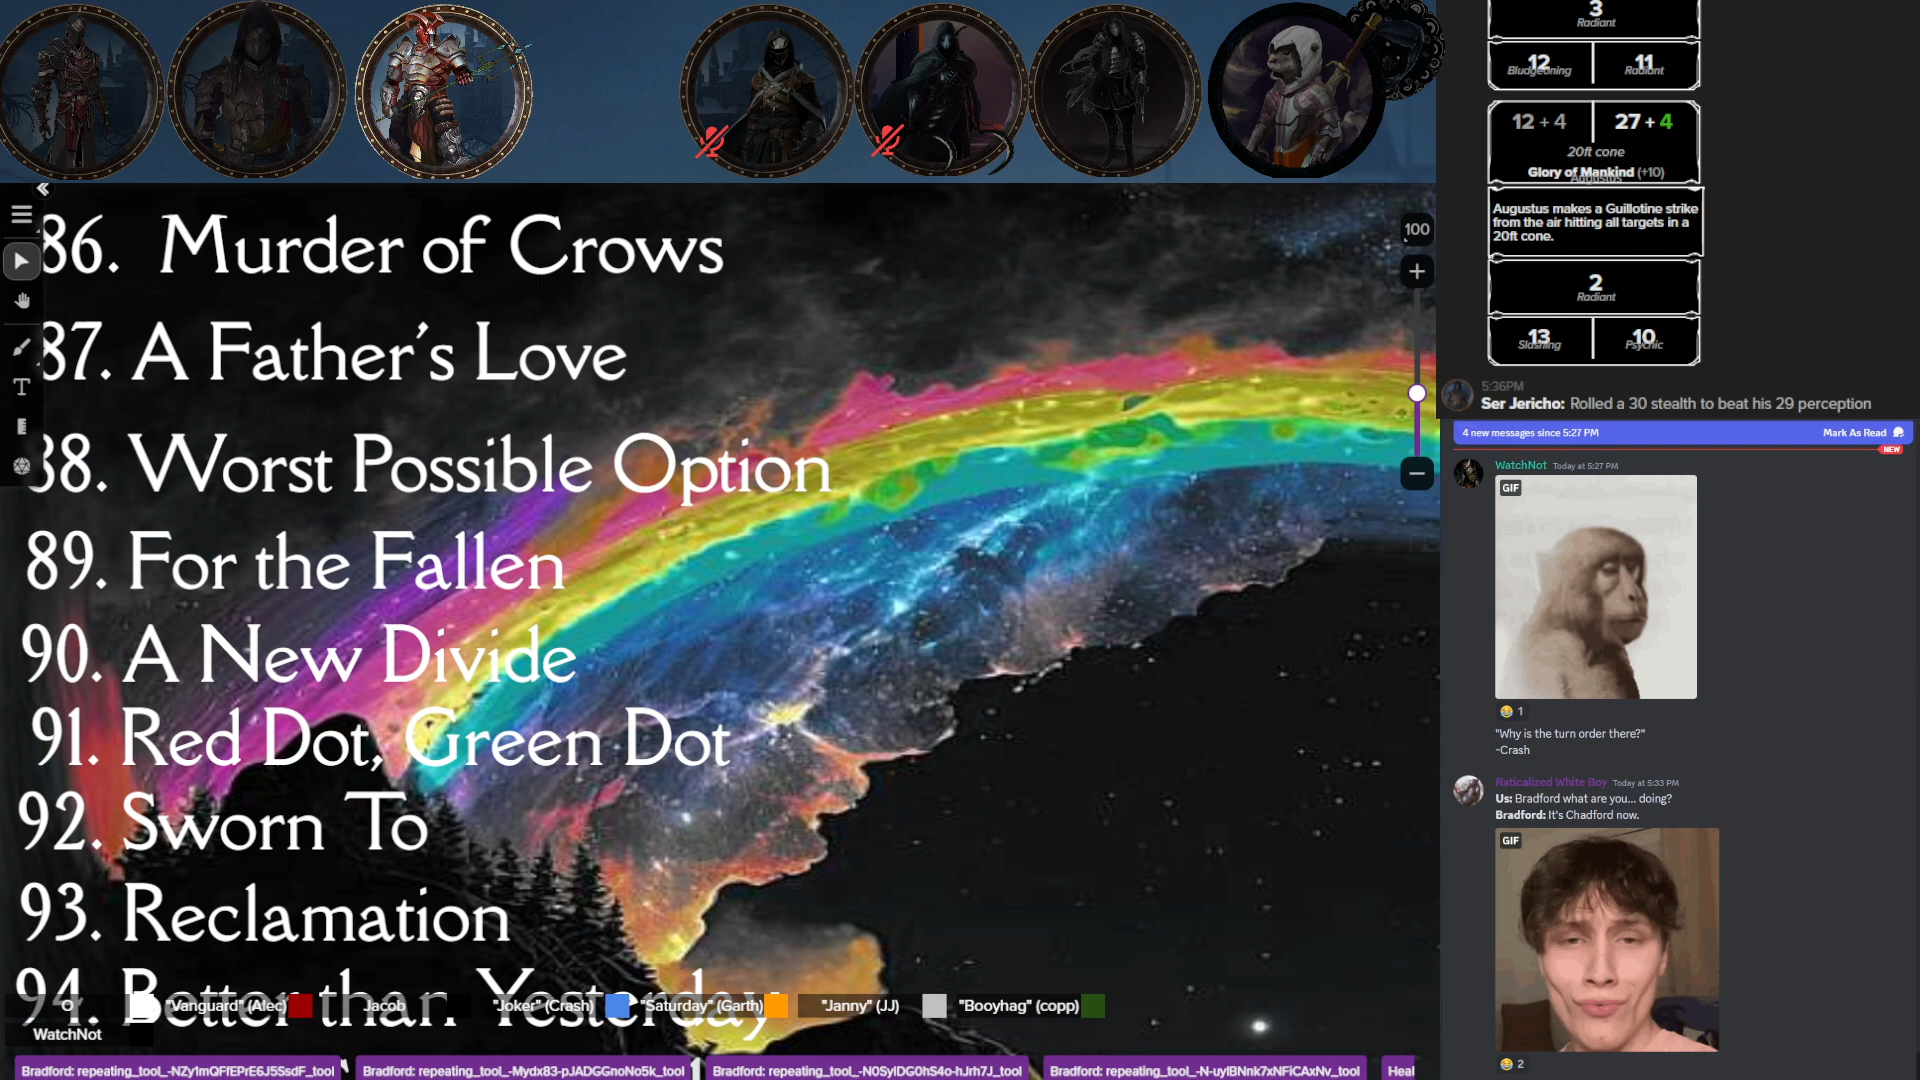 86. Murder of Crows
87. A Father's Love
88. Worst Possible Option
89. For the Fallen
90. A New Divide
91. Red Dot, Green Dot
92. Sworn To
93. Reclamation
94. Better than Yesterday
"Vanguard" (Alec)
Jacob
"Joker" (Crash)
"Saturday" (Garth)
"Janny" (JJ)
"Booyhag" (copp)
WatchNot
Bradford: repeating_tool_-NZy1mQFfEPrE6J5SsdF_tool
Bradford: repeating_tool_-Mydx83-pJADGGnoNo5k_tool
Bradford: repeating_tool_-N0SylDG0hS4o-hJrh7J_tool
Bradford: repeating_tool_-N-uylBNnk7xNFiCAxNv_tool
Heal
100
3
Radiant
12
Bludgeoning
11
Radiant
12 + 4
27 + 4
20ft cone
Glory of Mankind (+10)
Augustus
Augustus makes a Guillotine strike
from the air hitting all targets in a
20ft cone.
2
Radiant
13
Slashing
10
Psychic
5:36PM
Ser Jericho: Rolled a 30 stealth to beat his 29 perception
4 new messages since 5:27 PM
Mark As Read
NEW
WatchNot Today at 5:27 PM
GIF
1
"Why is the turn order there?"
-Crash
Raticalized White Boy Today at 5:33 PM
Us: Bradford what are you... doing?
Bradford: It's Chadford now.
GIF
2